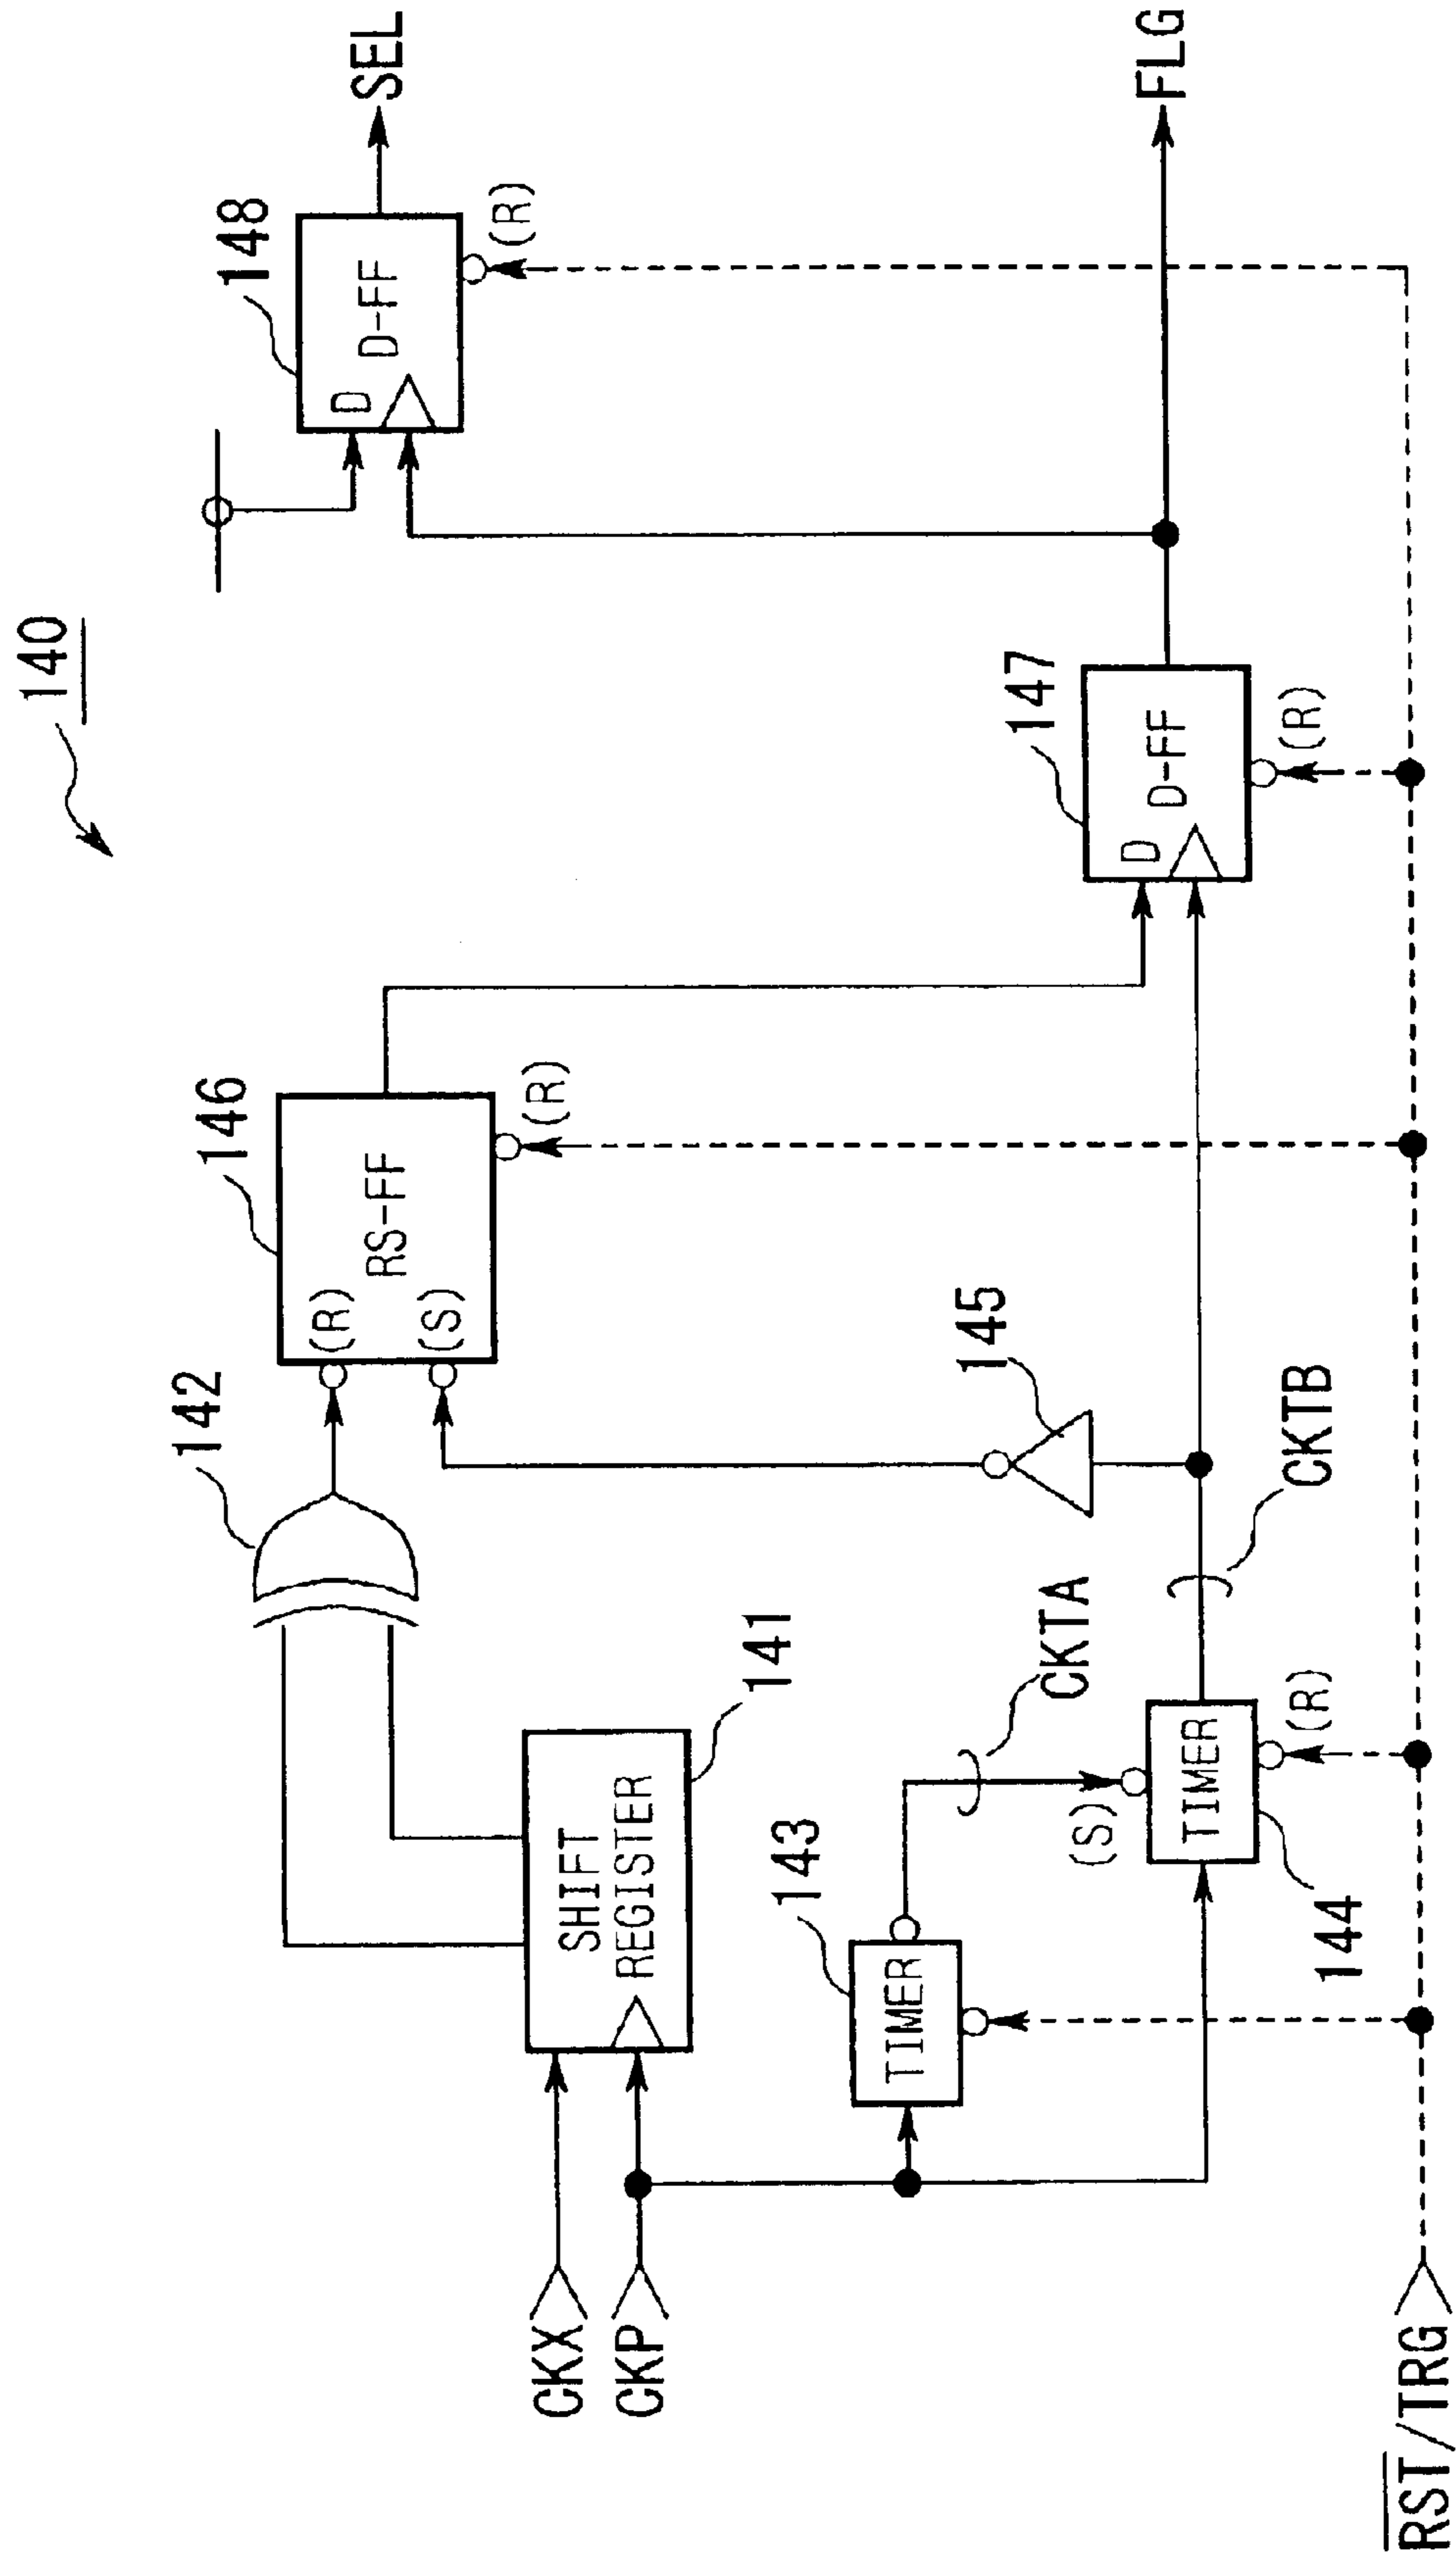 140
CKX
CKP
SHIFT
REGISTER
141
142
(R)
(S)
RS-FF
146
(R)
D
D-FF
148
(R)
SEL
TIMER
143
CKTA
(S)
TIMER
144
(R)
CKTB
145
D
D-FF
147
(R)
FLG
RST/TRG